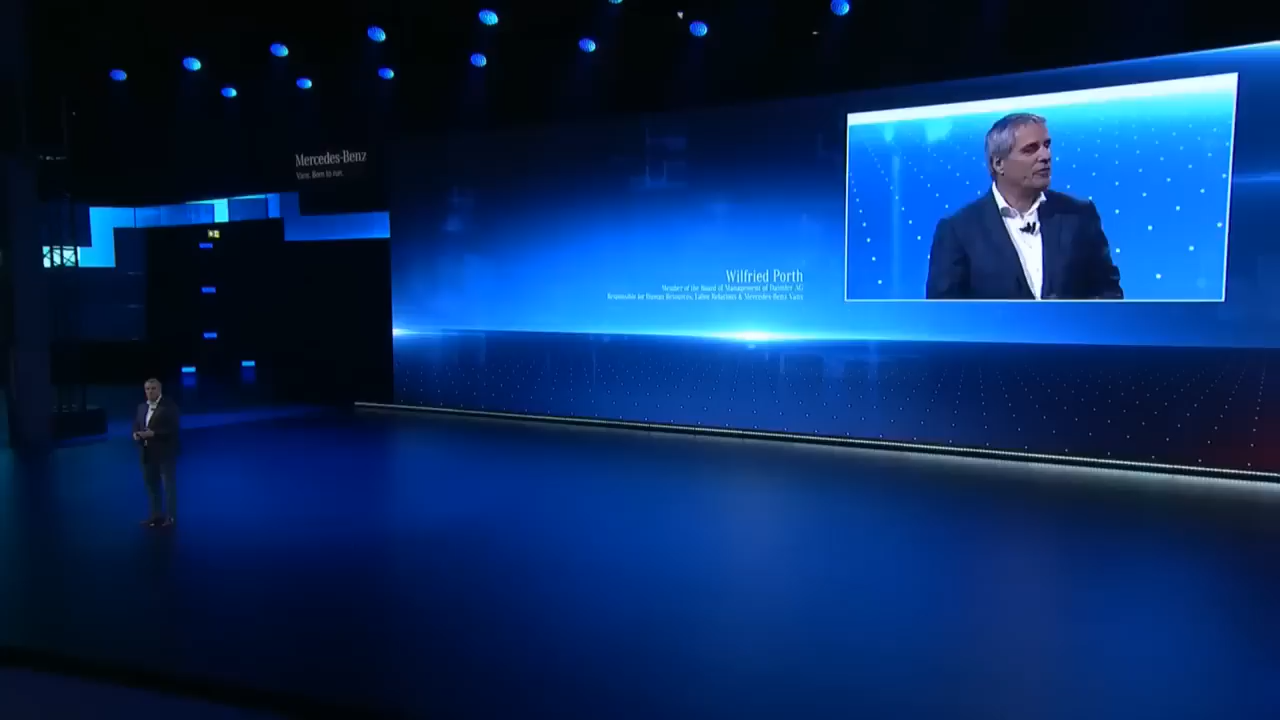 Mercedes-Benz
Vans. Born to run.
Wilfried Porth
Member of the Board of Management of Daimler AG
Responsible for Human Resources, Labor Relations & Mercedes-Benz Vans